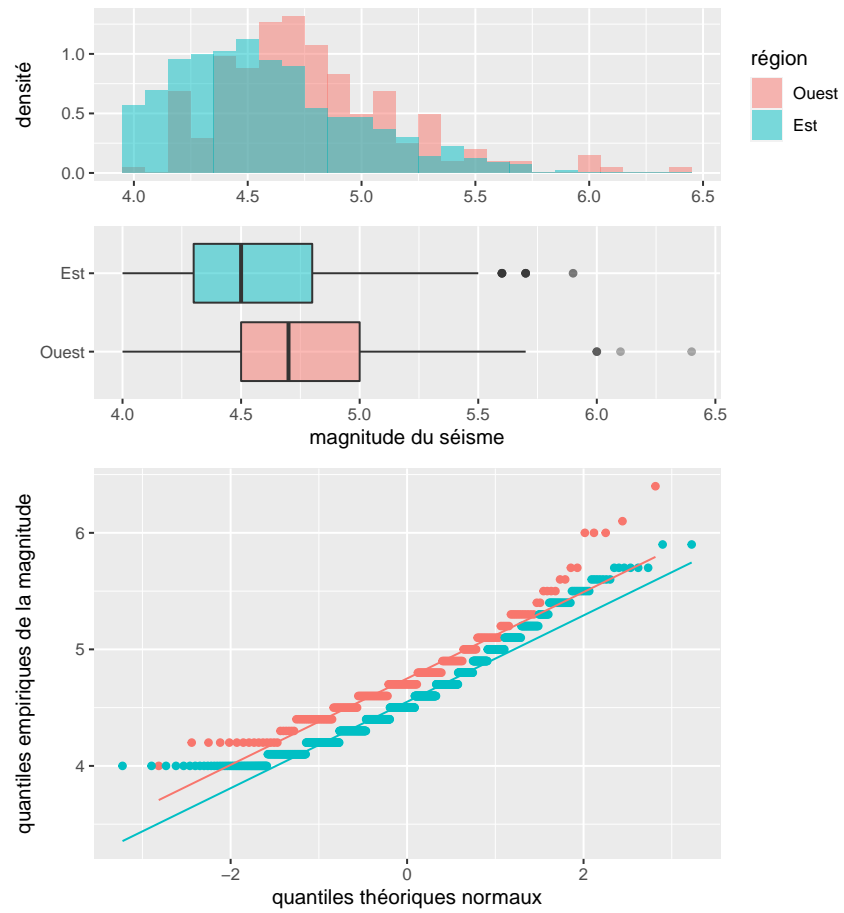 densité
1.0
0.5
0.0
4.0 4.5 5.0 5.5 6.0 6.5
région
Ouest
Est
Est
Ouest
4.0 4.5 5.0 5.5 6.0 6.5
magnitude du séisme
quantiles empiriques de la magnitude
6
5
4
−2 0 2
quantiles théoriques normaux